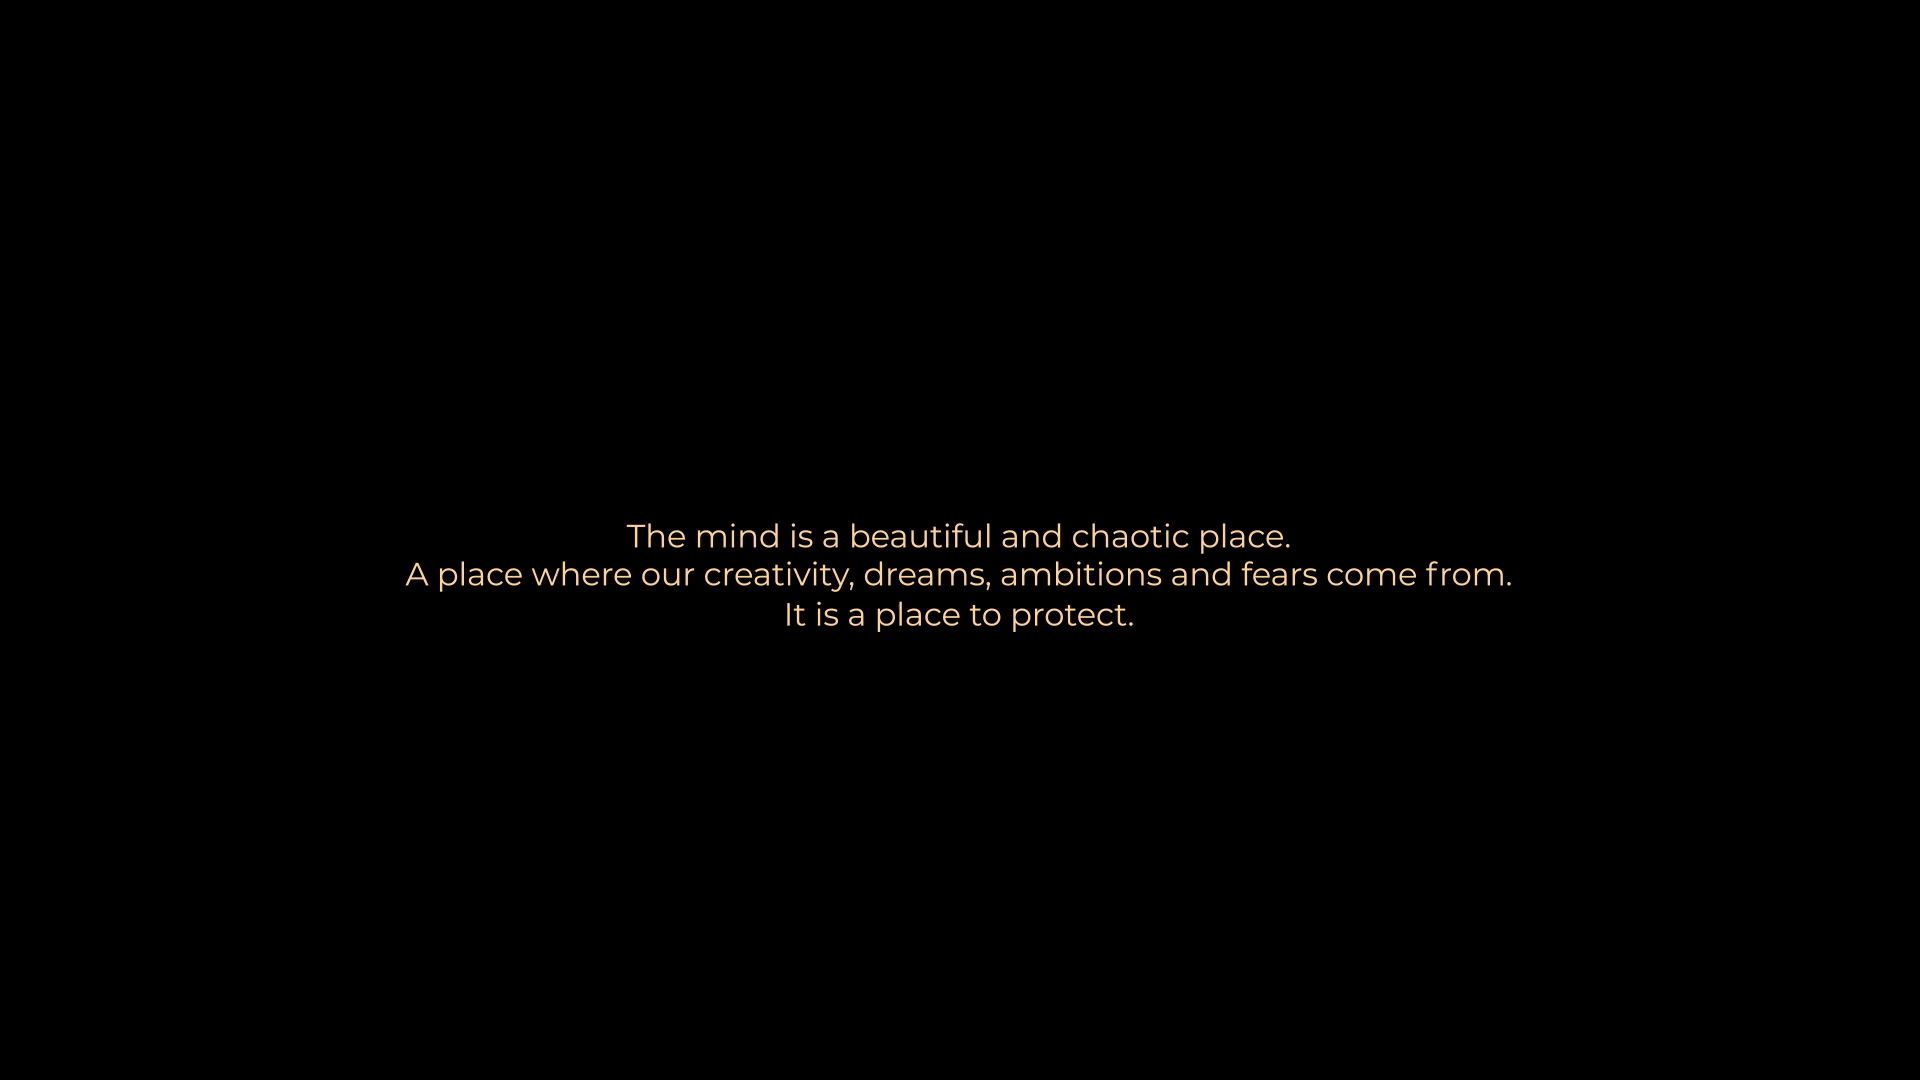 The mind is a beautiful and chaotic place.
A place where our creativity, dreams, ambitions and fears come from.
It is a place to protect.